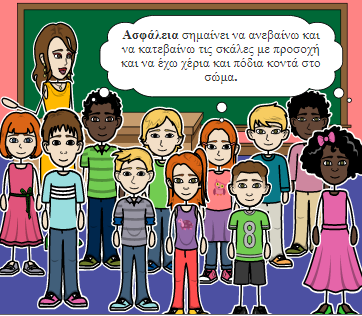 Ασφάλεια σημαίνει να ανεβαίνω και
να κατεβαίνω τις σκάλες με προσοχή
και να έχω χέρια και πόδια κοντά στο
σώμα.
8